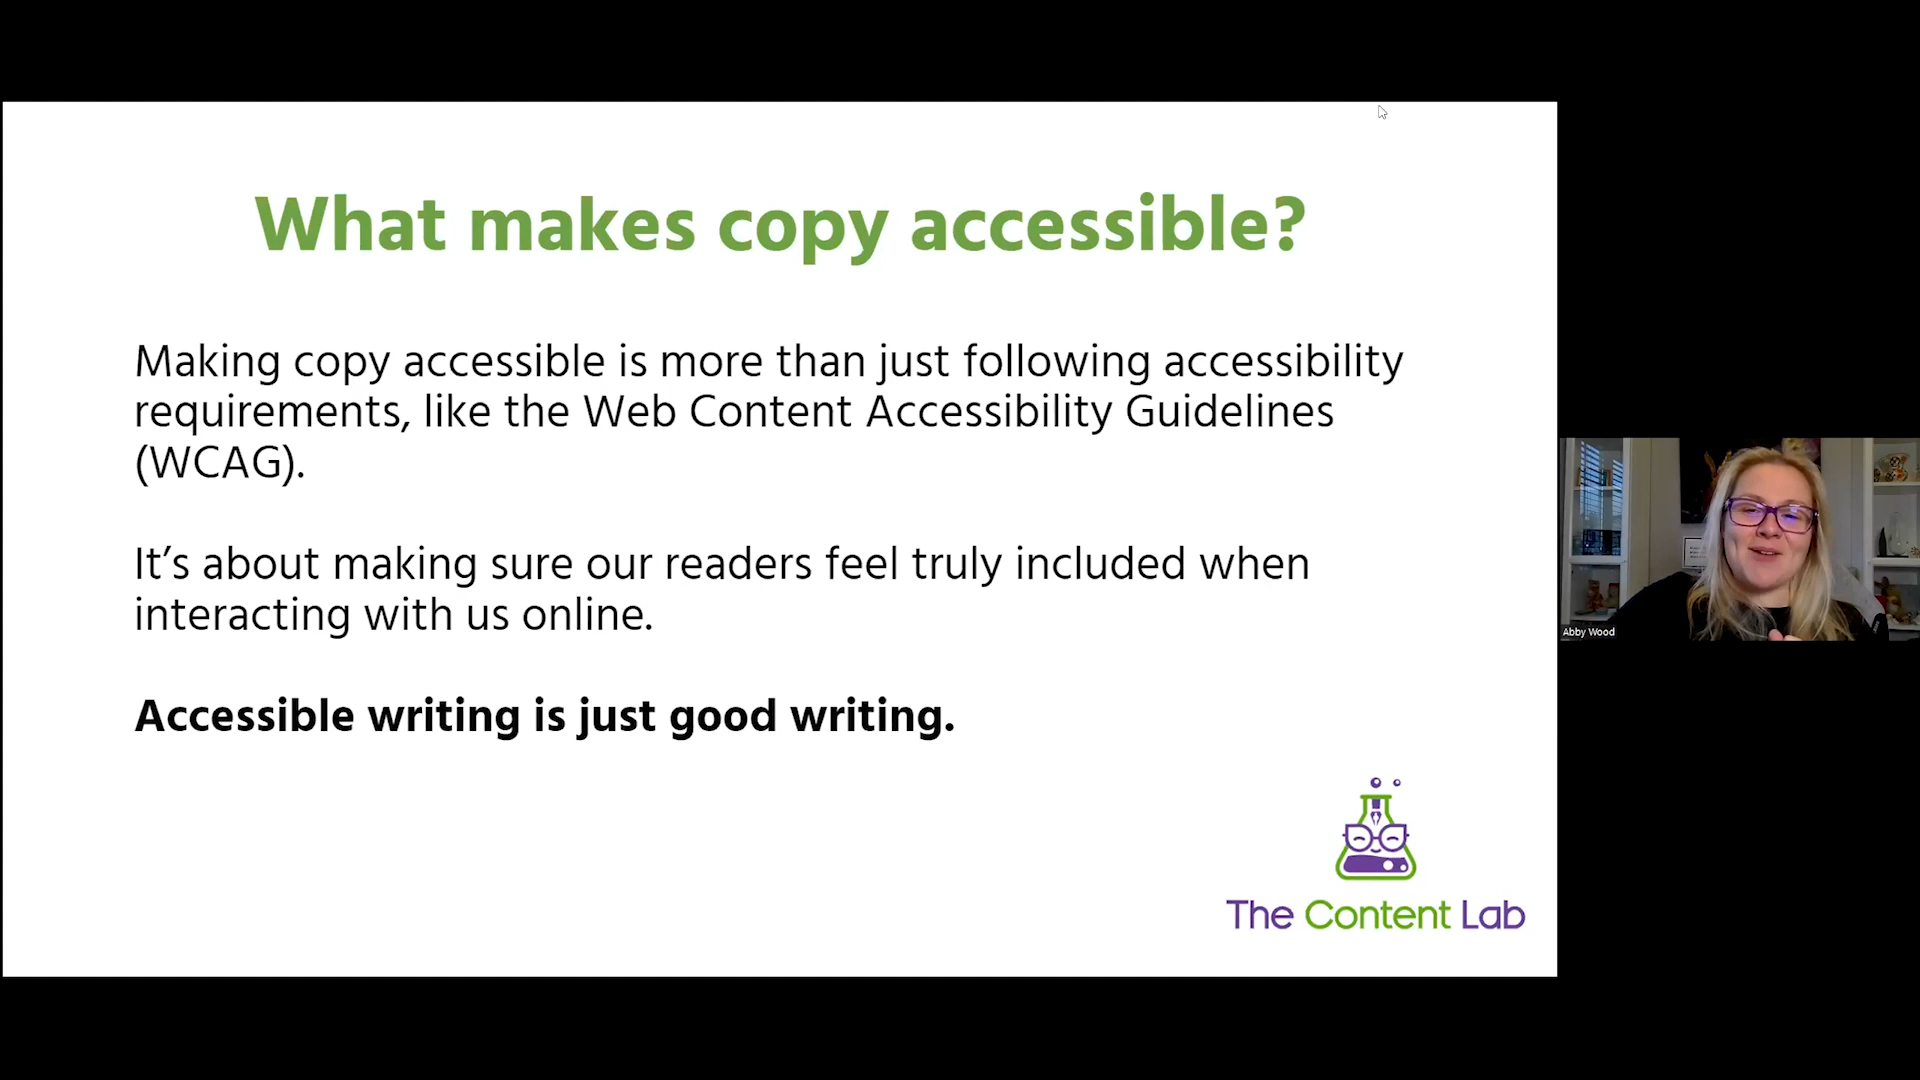 What makes copy accessible?
Making copy accessible is more than just following accessibility
requirements, like the Web Content Accessibility Guidelines
(WCAG).
It’s about making sure our readers feel truly included when
interacting with us online.
Accessible writing is just good writing.
The Content Lab
Abby Wood